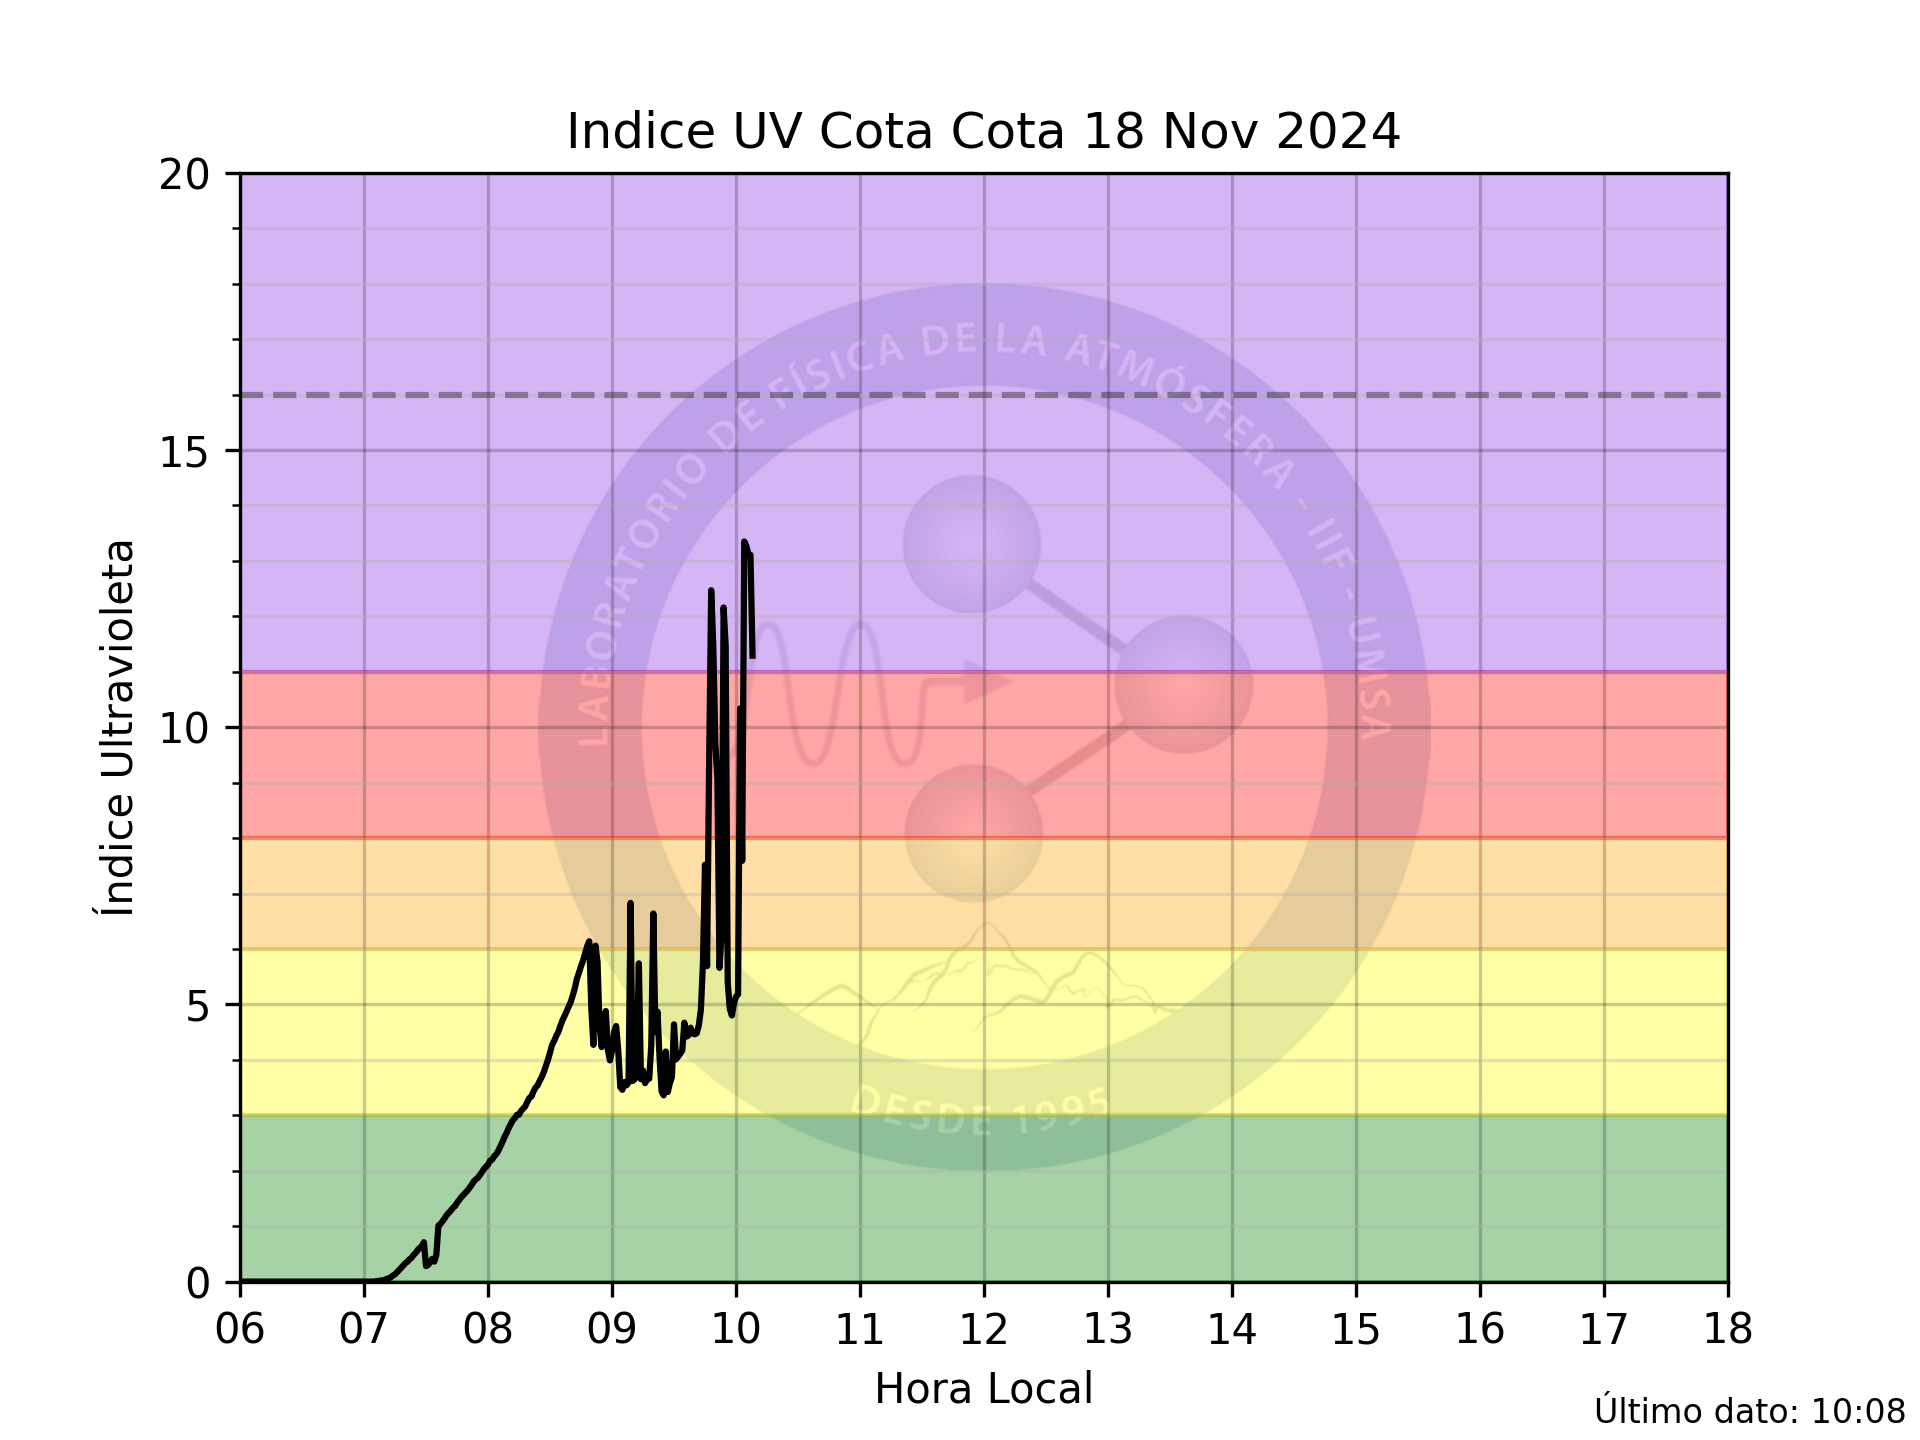 Indice UV Cota Cota 18 Nov 2024
20
15
10
5
0
Índice Ultravioleta
LABORATORIO DE FÍSICA DE LA ATMÓSFERA - IIF - UMSA
DESDE 1995
06 07 08 09 10 11 12 13 14 15 16 17 18
Hora Local
Último dato: 10:08